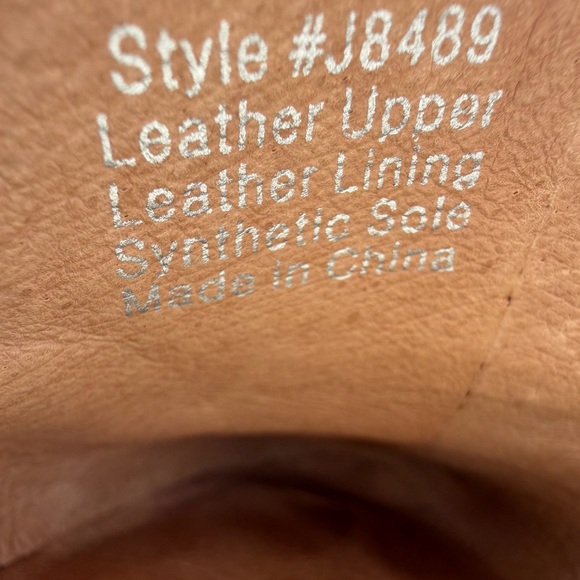 Style #J8489
Leather Upper
Leather Lining
Synthetic Sole
Made in China